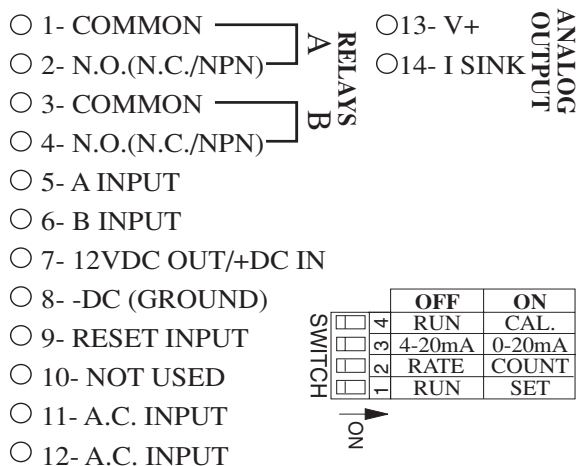 1- COMMON
2- N.O.(N.C./NPN)
A
3- COMMON
4- N.O.(N.C./NPN)
B
RELAYS
5- A INPUT
6- B INPUT
7- 12VDC OUT/+DC IN
8- -DC (GROUND)
9- RESET INPUT
10- NOT USED
11- A.C. INPUT
12- A.C. INPUT
13- V+
14- I SINK
ANALOG
OUTPUT
SWITCH
OFF ON
4 RUN CAL.
3 4-20mA 0-20mA
2 RATE COUNT
1 RUN SET
ON